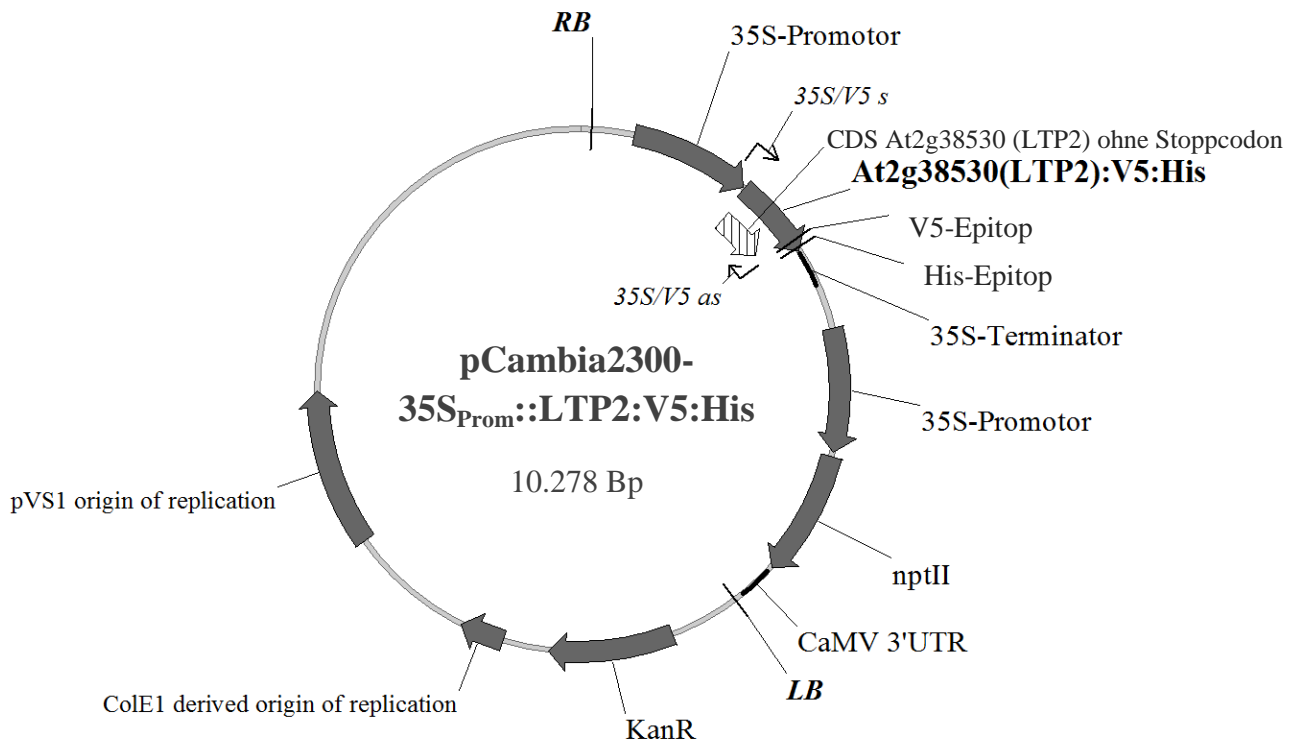 RB
35S-Promotor
35S/V5 s
CDS At2g38530 (LTP2) ohne Stoppcodon
At2g38530(LTP2):V5:His
V5-Epitop
His-Epitop
35S/V5 as
35S-Terminator
pCambia2300-
35SProm::LTP2:V5:His
35S-Promotor
10.278 Bp
pVS1 origin of replication
nptII
CaMV 3'UTR
LB
ColE1 derived origin of replication
KanR